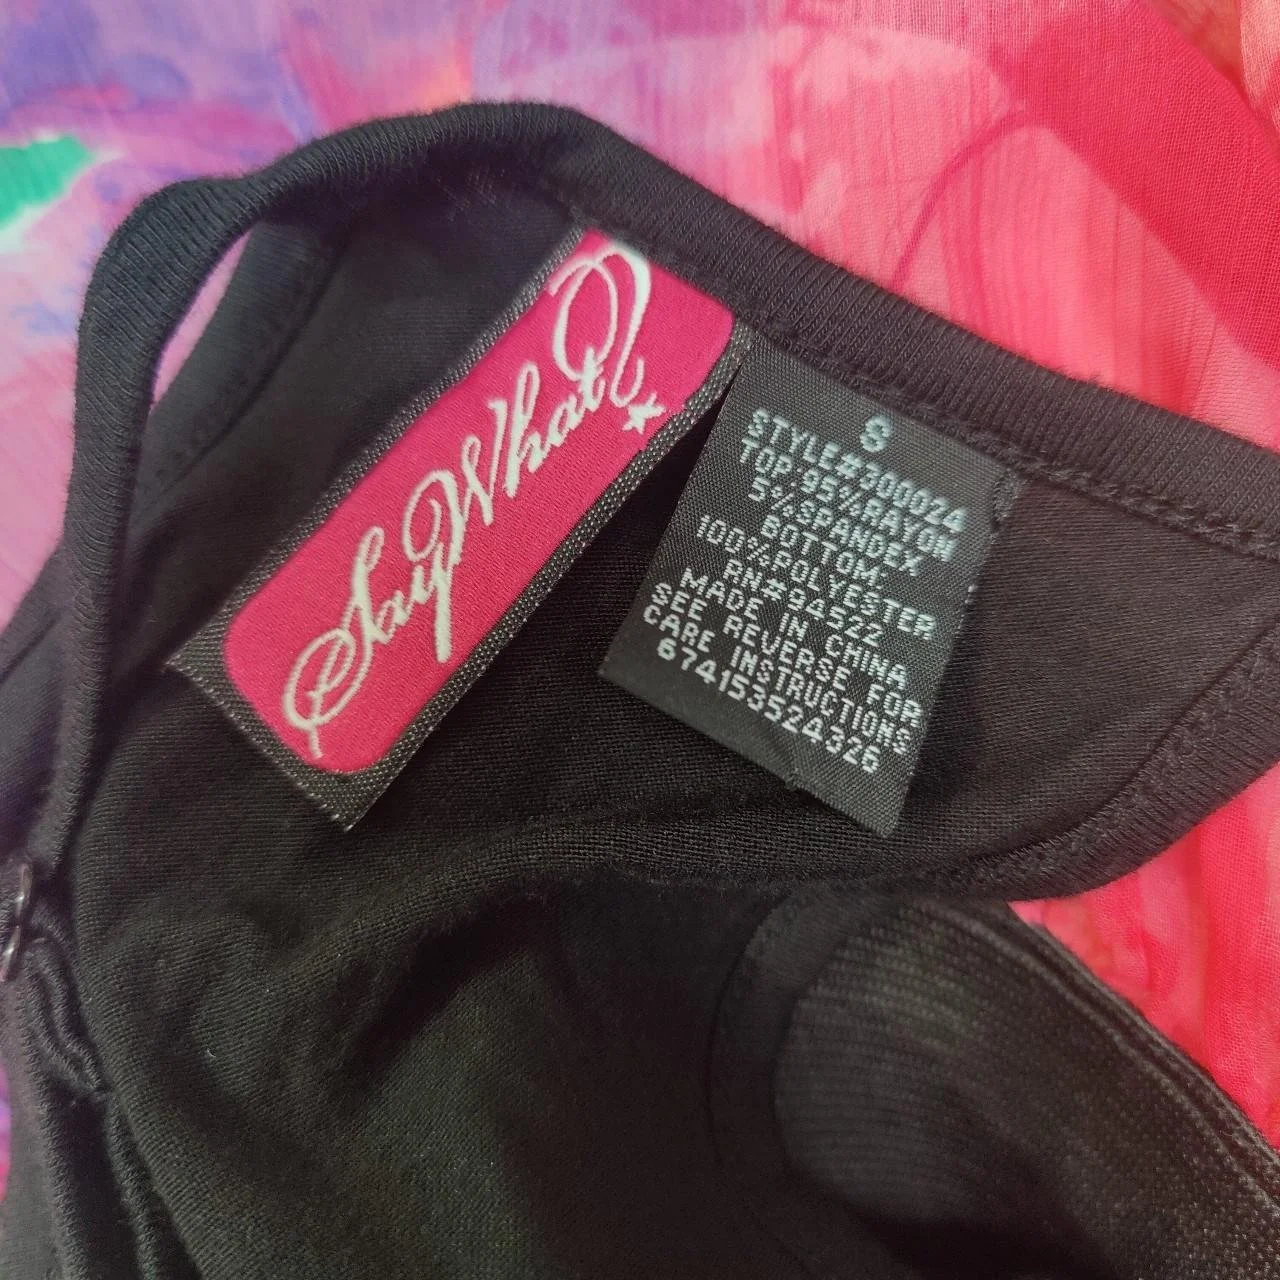 Say What?
S
STYLE#300024
TOP:95%RAYON
5%SPANDEX
BOTTOM:
100%POLYESTER
RN#94522
MADE IN CHINA
SEE REVERSE FOR
CARE INSTRUCTIONS
674153524326